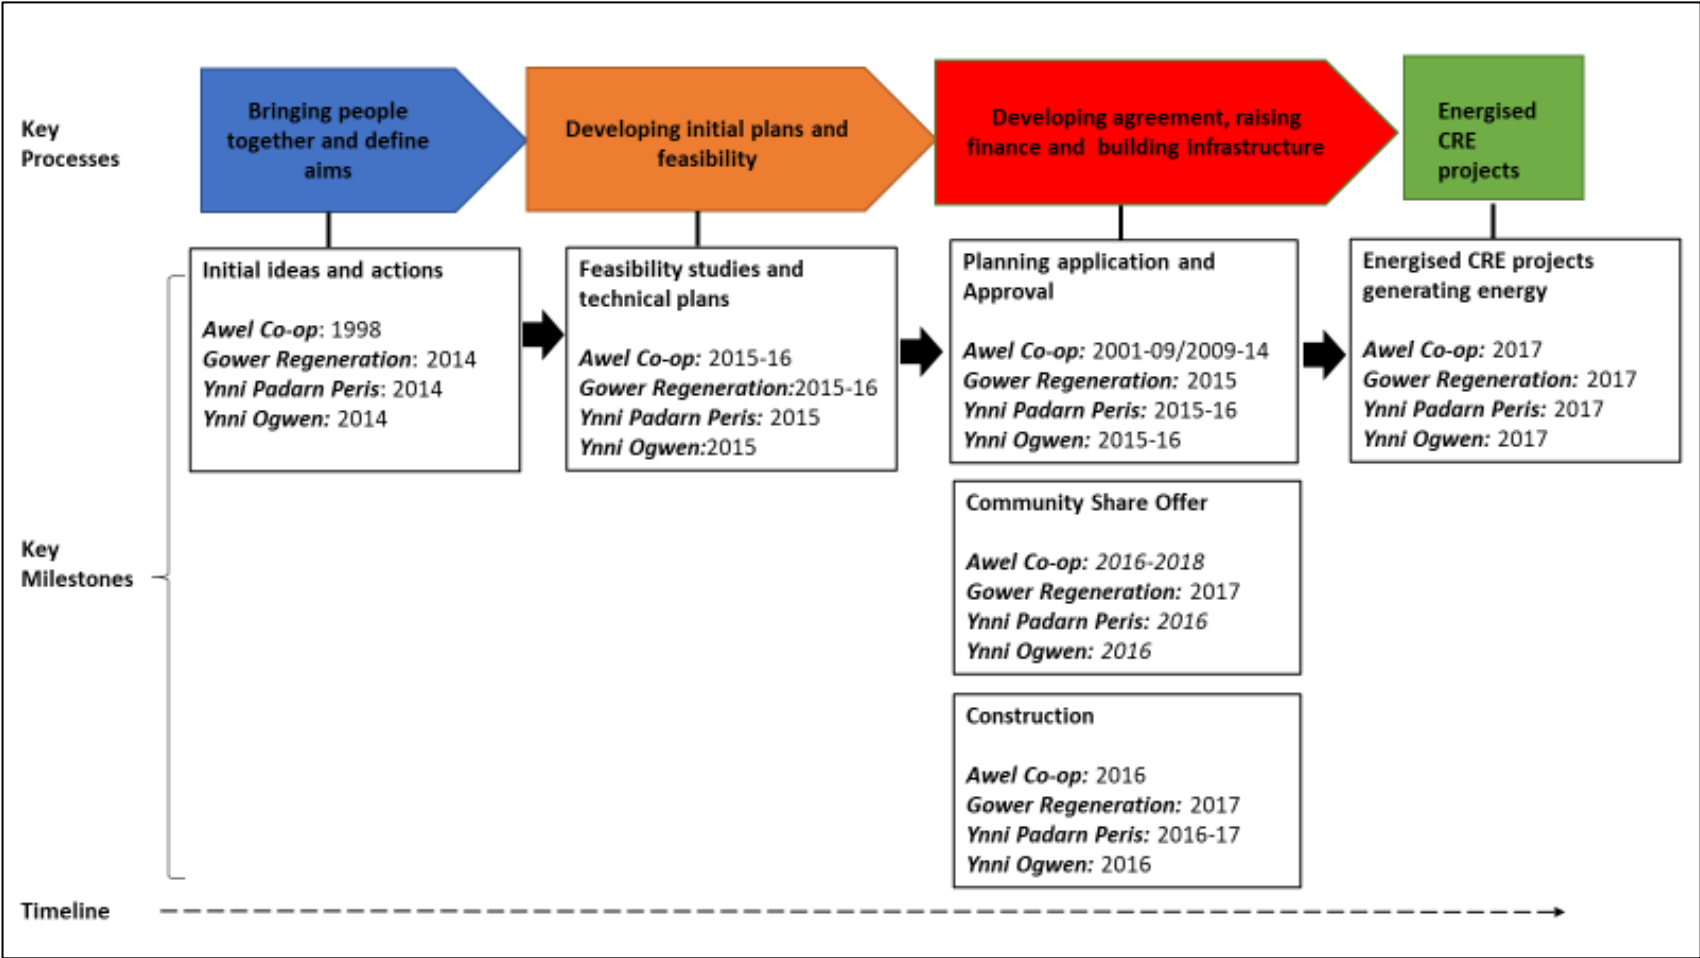 Key
Processes
Bringing people
together and define
aims
Developing initial plans and
feasibility
Developing agreement, raising
finance and building infrastructure
Energised
CRE
projects
Initial ideas and actions
Awel Co-op: 1998
Gower Regeneration: 2014
Ynni Padarn Peris: 2014
Ynni Ogwen: 2014
Feasibility studies and
technical plans
Awel Co-op: 2015-16
Gower Regeneration:2015-16
Ynni Padarn Peris: 2015
Ynni Ogwen:2015
Planning application and
Approval
Awel Co-op: 2001-09/2009-14
Gower Regeneration: 2015
Ynni Padarn Peris: 2015-16
Ynni Ogwen: 2015-16
Energised CRE projects
generating energy
Awel Co-op: 2017
Gower Regeneration: 2017
Ynni Padarn Peris: 2017
Ynni Ogwen: 2017
Key
Milestones
Community Share Offer
Awel Co-op: 2016-2018
Gower Regeneration: 2017
Ynni Padarn Peris: 2016
Ynni Ogwen: 2016
Construction
Awel Co-op: 2016
Gower Regeneration: 2017
Ynni Padarn Peris: 2016-17
Ynni Ogwen: 2016
Timeline